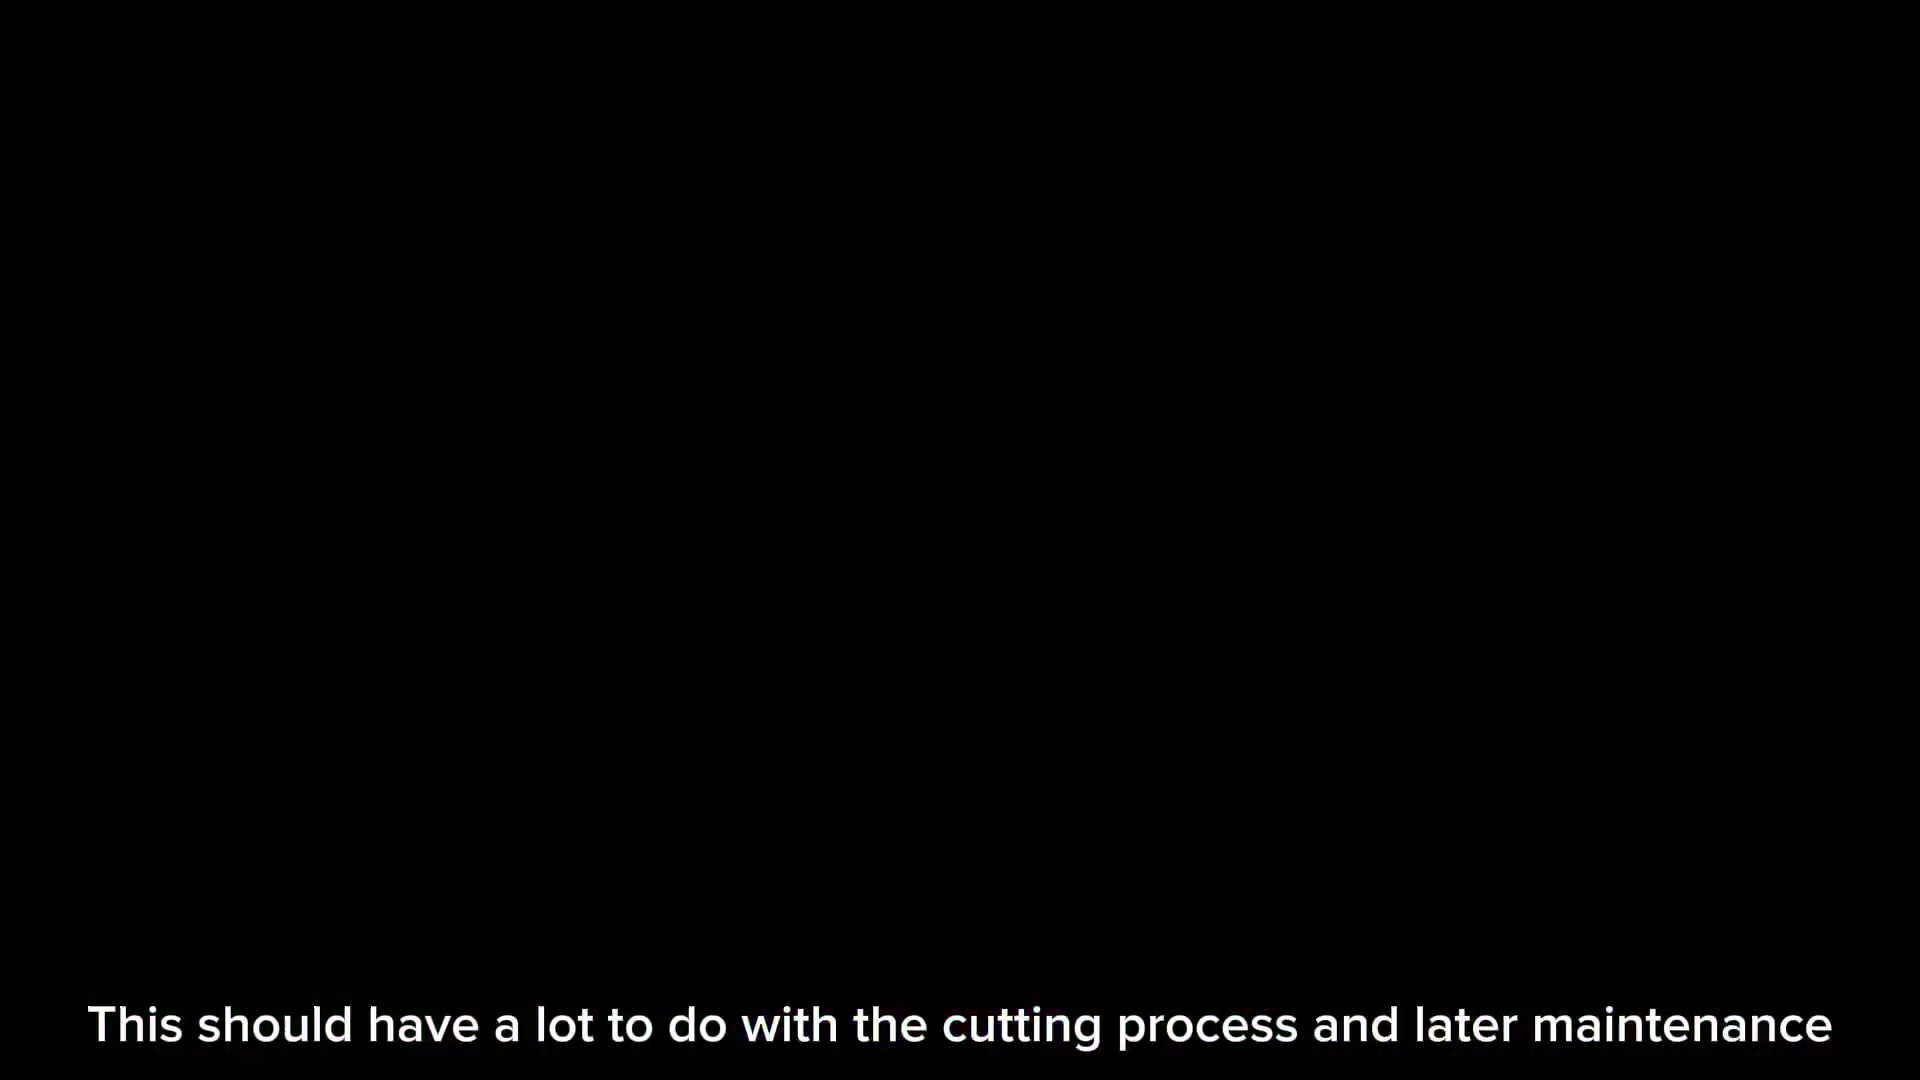 This should have a lot to do with the cutting process and later maintenance